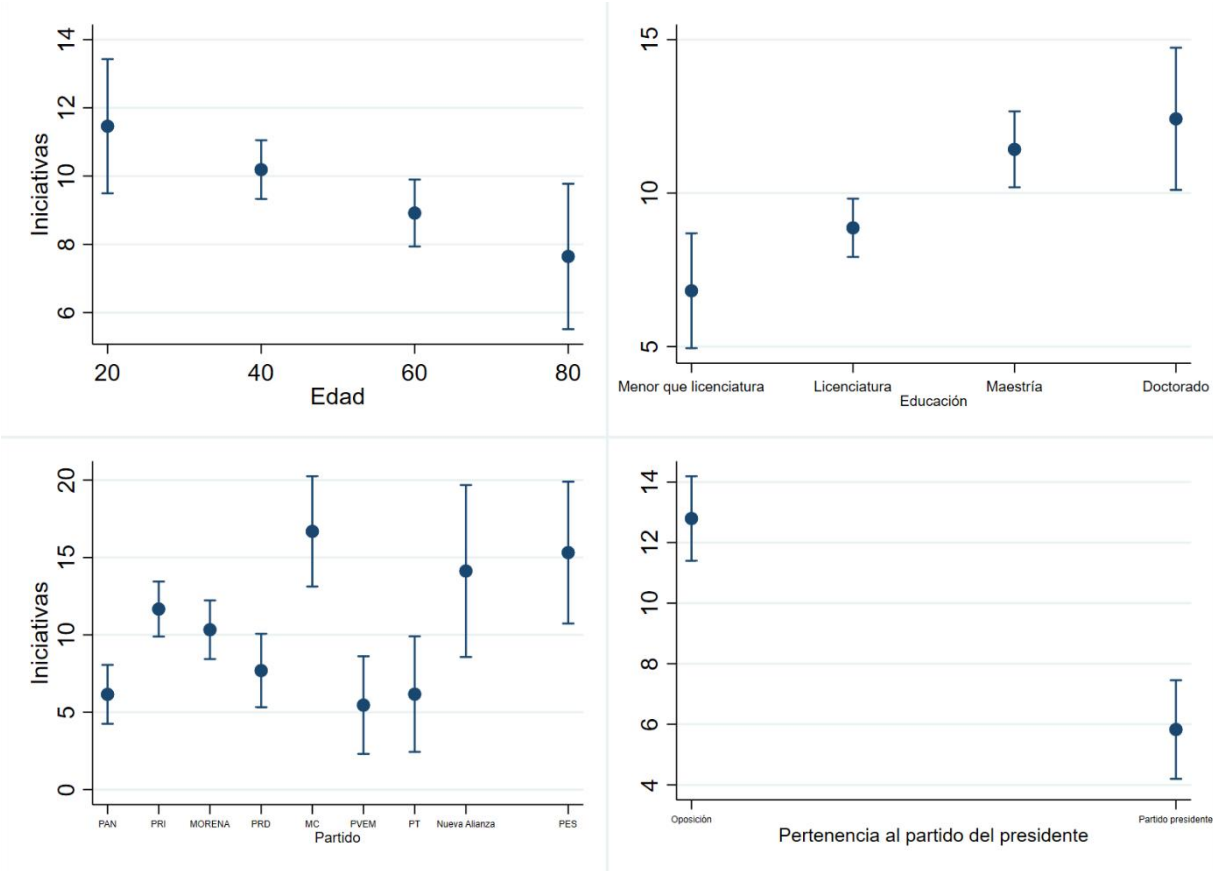 Iniciativas
14
12
10
8
6
20 40 60 80
Edad
15
10
5
Menor que licenciatura Licenciatura Maestría Doctorado
Educación
Iniciativas
20
15
10
5
0
PAN PRI MORENA PRD MC PVEM PT Nueva Alianza PES
Partido
14
12
10
8
6
4
Oposición Partido presidente
Pertenencia al partido del presidente